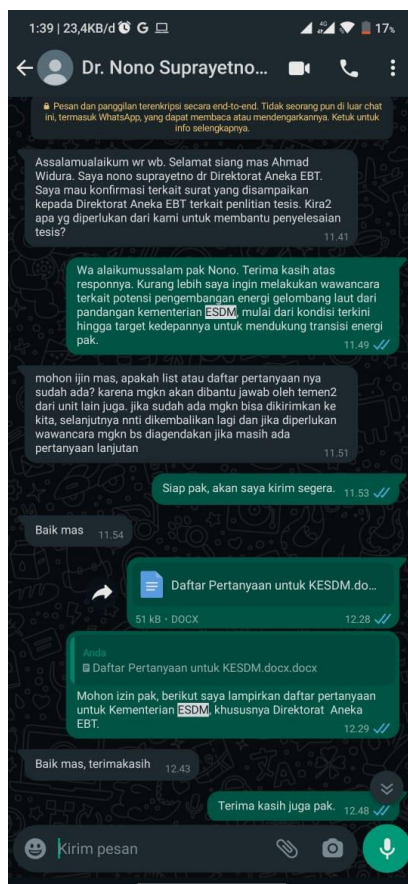 1:39 | 23,4KB/d G
4G 17%
Dr. Nono Suprayetno...
Pesan dan panggilan terenkripsi secara end-to-end. Tidak seorang pun di luar chat
ini, termasuk WhatsApp, yang dapat membaca atau mendengarkannya. Ketuk untuk
info selengkapnya.
Assalamualaikum wr wb. Selamat siang mas Ahmad
Widura. Saya nono suprayetno dr Direktorat Aneka EBT.
Saya mau konfirmasi terkait surat yang disampaikan
kepada Direktorat Aneka EBT terkait penlitian tesis. Kira2
apa yg diperlukan dari kami untuk membantu penyelesaian
tesis?
11.41
Wa alaikumussalam pak Nono. Terima kasih atas
responnya. Kurang lebih saya ingin melakukan wawancara
terkait potensi pengembangan energi gelombang laut dari
pandangan kementerian ESDM, mulai dari kondisi terkini
hingga target kedepannya untuk mendukung transisi energi
pak.
11.49
mohon ijin mas, apakah list atau daftar pertanyaan nya
sudah ada? karena mgkn akan dibantu jawab oleh temen2
dari unit lain juga. jika sudah ada mgkn bisa dikirimkan ke
kita, selanjutnya nnti dikembalikan lagi dan jika diperlukan
wawancara mgkn bs diagendakan jika masih ada
pertanyaan lanjutan
11.51
Siap pak, akan saya kirim segera. 11.53
Baik mas 11.54
Daftar Pertanyaan untuk KESDM.do...
51 kB • DOCX 12.28
Anda
Daftar Pertanyaan untuk KESDM.docx.docx
Mohon izin pak, berikut saya lampirkan daftar pertanyaan
untuk Kementerian ESDM, khususnya Direktorat Aneka
EBT.
12.29
Baik mas, terimakasih 12.43
Terima kasih juga pak. 12.48
Kirim pesan